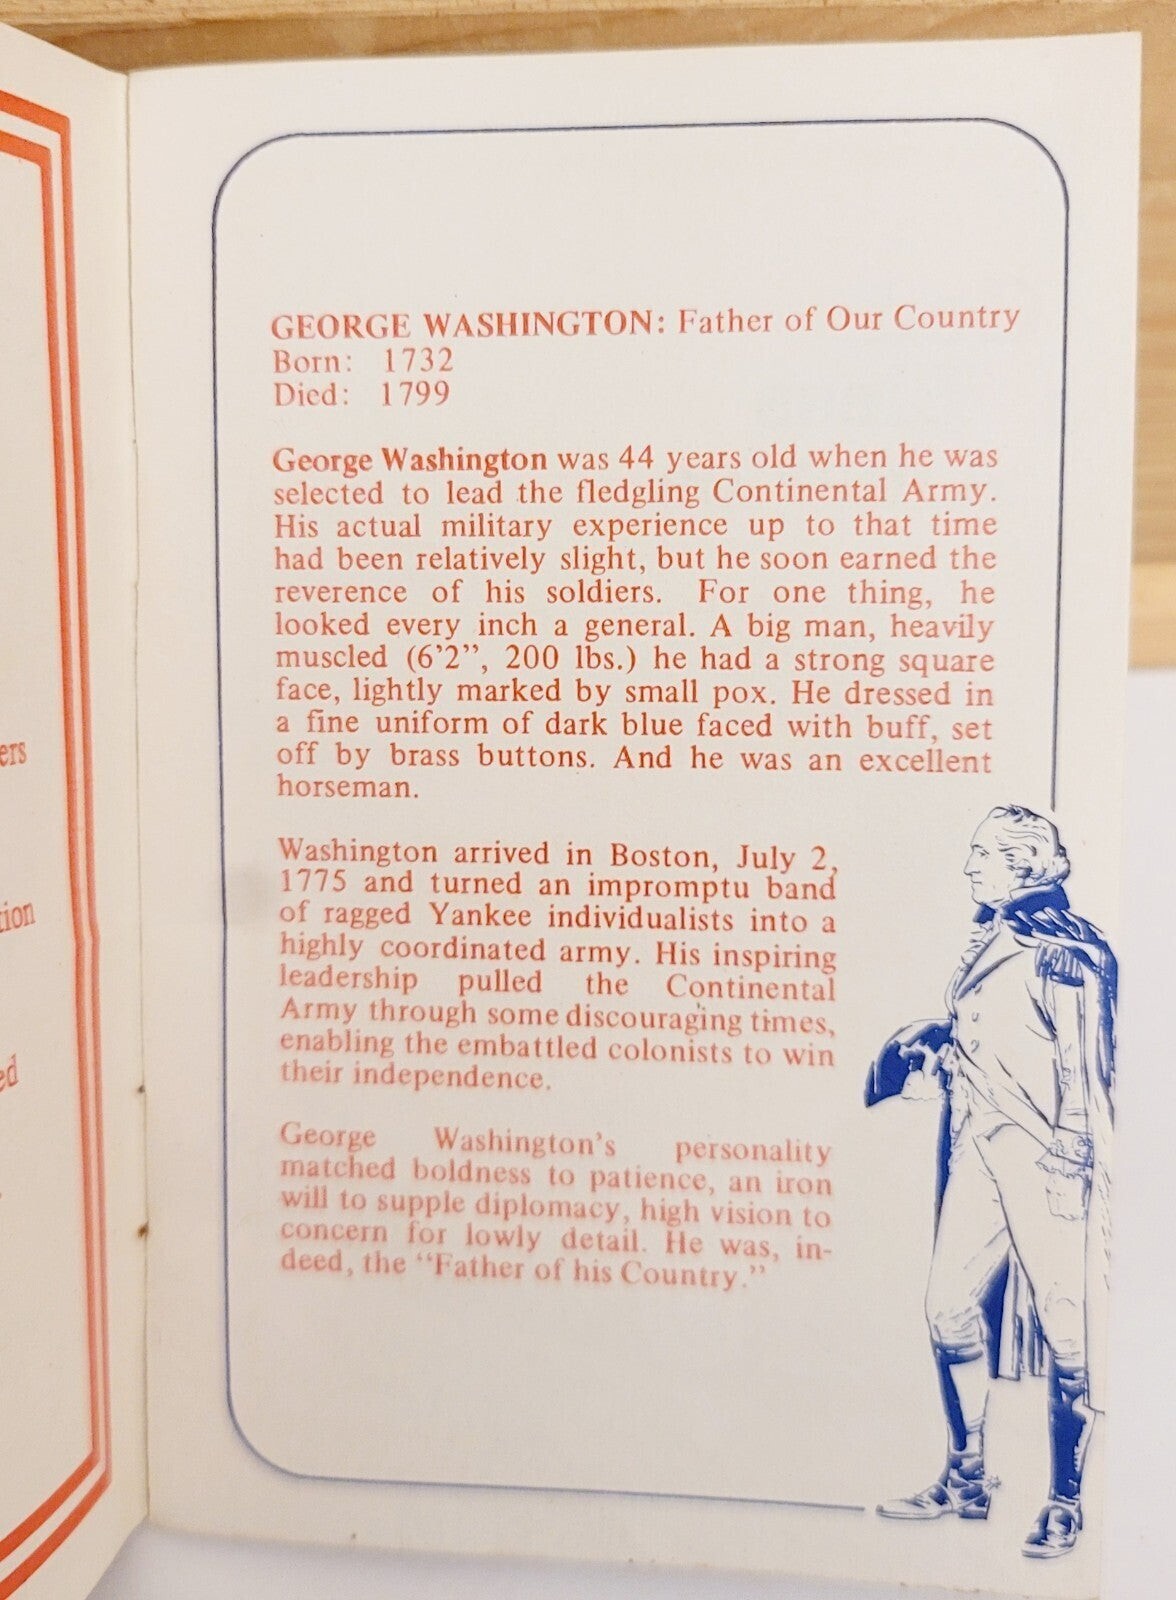 GEORGE WASHINGTON: Father of Our Country
Born: 1732
Died: 1799
George Washington was 44 years old when he was
selected to lead the fledgling Continental Army.
His actual military experience up to that time
had been relatively slight, but he soon earned the
reverence of his soldiers. For one thing, he
looked every inch a general. A big man, heavily
muscled (6'2”, 200 lbs.) he had a strong square
face, lightly marked by small pox. He dressed in
a fine uniform of dark blue faced with buff, set
off by brass buttons. And he was an excellent
horseman.
Washington arrived in Boston, July 2,
1775 and turned an impromptu band
of ragged Yankee individualists into a
highly coordinated army. His inspiring
leadership pulled the Continental
Army through some discouraging times,
enabling the embattled colonists to win
their independence.
George Washington's personality
matched boldness to patience, an iron
will to supple diplomacy, high vision to
concern for lowly detail. He was, in-
deed, the “Father of his Country.”